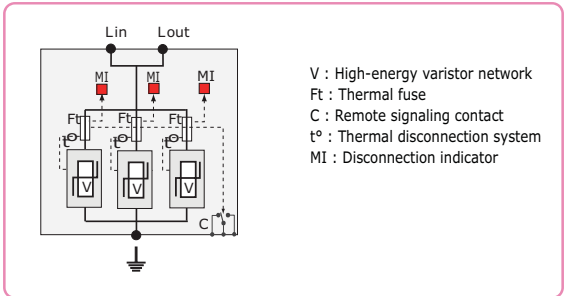 Lin Lout
MI MI MI
Ft Ft Ft
t° t° t°
V V V
C
V : High-energy varistor network
Ft : Thermal fuse
C : Remote signaling contact
t° : Thermal disconnection system
MI : Disconnection indicator